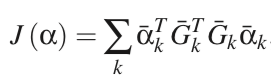 J(α) = ∑_k ᾱ_k^T Ḡ_k^T Ḡ_k ᾱ_k.